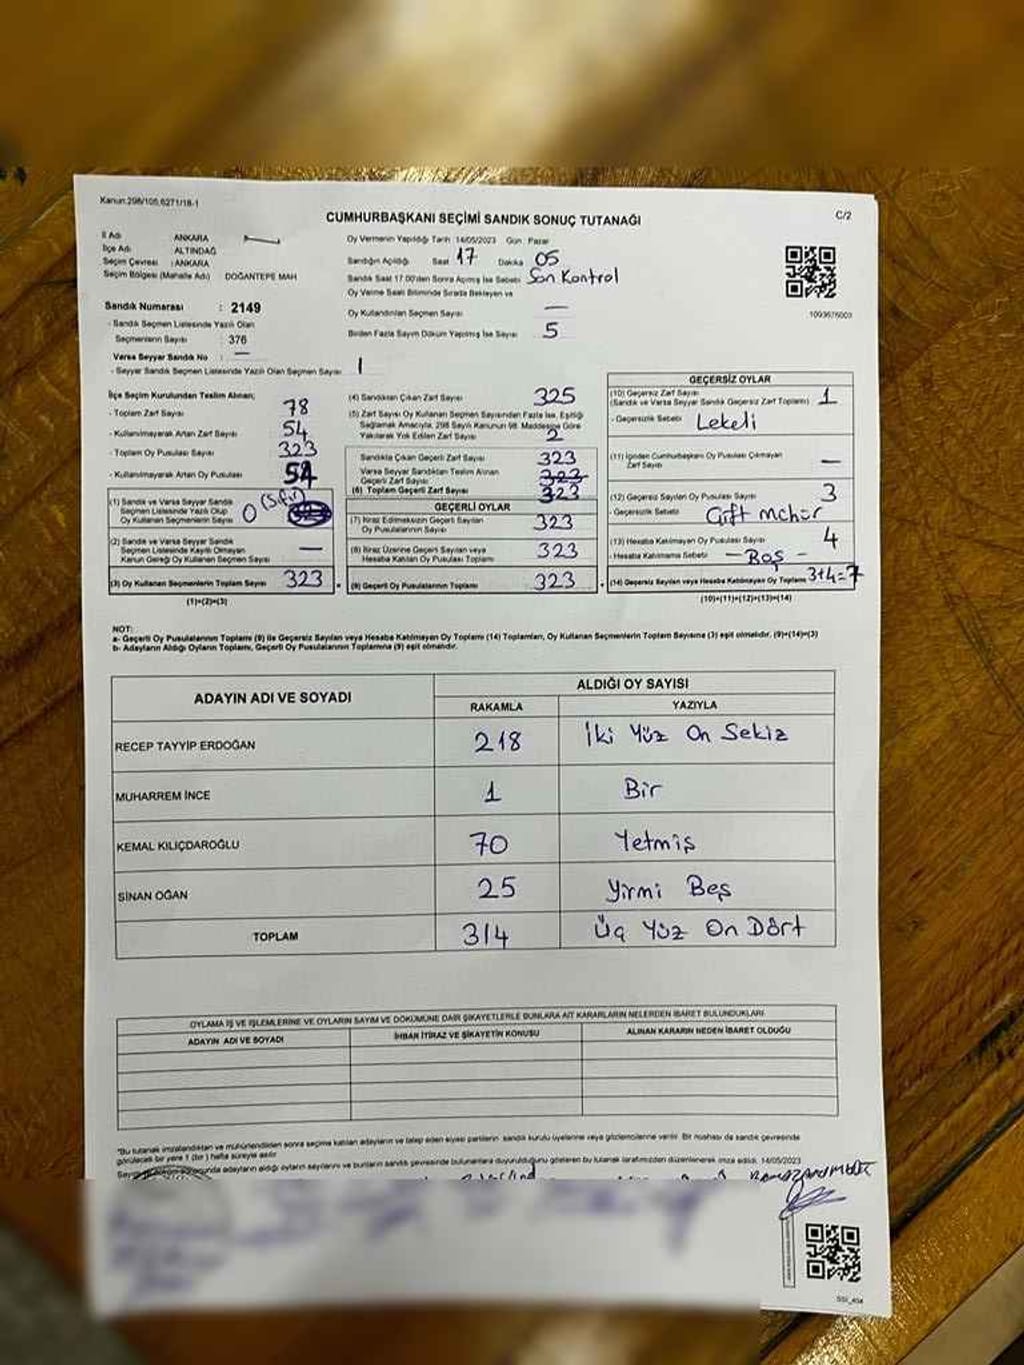 Kanun:298/105,6271/18-1
CUMHURBAŞKANI SEÇİMİ SANDIK SONUÇ TUTANAĞI
C/2
İl Adı ANKARA
İlçe Adı ALTINDAĞ
Seçim Çevresi : ANKARA
Seçim Bölgesi (Mahalle Adı) DOĞANTEPE MAH
Oy Vermenin Yapıldığı Tarih 14/05/2023 Gün Pazar
Sandığın Açıldığı Saat 17 Dakika 05
Sandık Saat 17.00'den Sonra Açılmış İse Sebebi Son Kontrol
Oy Verme Saati Bitiminde Sırada Bekleyen ve
Oy Kullandırılan Seçmen Sayısı —
Birden Fazla Sayım Döküm Yapılmış İse Sayısı 5
1093676003
Sandık Numarası : 2149
- Sandık Seçmen Listesinde Yazılı Olan
Seçmenlerin Sayısı 376
Varsa Seyyar Sandık No : —
- Seyyar Sandık Seçmen Listesinde Yazılı Olan Seçmen Sayısı 1
İlçe Seçim Kurulundan Teslim Alınan;
- Toplam Zarf Sayısı 78
- Kullanılmayarak Artan Zarf Sayısı 54
- Toplam Oy Pusulası Sayısı 323
- Kullanılmayarak Artan Oy Pusulası 54
(1) Sandık ve Varsa Seyyar Sandık
Seçmen Listesinde Yazılı Olup
Oy Kullanan Seçmenlerin Sayısı 0 (Sıfır)
(2) Sandık ve Varsa Seyyar Sandık
Seçmen Listesinde Kayıtlı Olmayan
Kanun Gereği Oy Kullanan Seçmen Sayısı —
(3) Oy Kullanan Seçmenlerin Toplam Sayısı 323
(1)+(2)=(3)
(4) Sandıktan Çıkan Zarf Sayısı 325
(5) Zarf Sayısı Oy Kullanan Seçmen Sayısından Fazla İse, Eşitliği
Sağlamak Amacıyla, 298 Sayılı Kanunun 98. Maddesine Göre
Yakılarak Yok Edilen Zarf Sayısı 2
Sandıkta Çıkan Geçerli Zarf Sayısı 323
Varsa Seyyar Sandıktan Teslim Alınan
Geçerli Zarf Sayısı 323
(6) Toplam Geçerli Zarf Sayısı 323
GEÇERLİ OYLAR
(7) İtiraz Edilmeksizin Geçerli Sayılan
Oy Pusulalarının Sayısı 323
(8) İtiraz Üzerine Geçerli Sayılan veya
Hesaba Katılan Oy Pusulası Toplamı 323
(9) Geçerli Oy Pusulalarının Toplamı 323
GEÇERSİZ OYLAR
(10) Geçersiz Zarf Sayısı 1
(Sandık ve Varsa Seyyar Sandık Geçersiz Zarf Toplamı)
- Geçersizlik Sebebi Lekeli
(11) İçinden Cumhurbaşkanı Oy Pusulası Çıkmayan
Zarf Sayısı —
(12) Geçersiz Sayılan Oy Pusulası Sayısı 3
- Geçersizlik Sebebi Çift mühür
(13) Hesaba Katılmayan Oy Pusulası Sayısı 4
- Hesaba Katılmama Sebebi — Boş —
(14) Geçersiz Sayılan veya Hesaba Katılmayan Oy Toplamı 3+4=7
(10)+(11)+(12)+(13)=(14)
NOT:
a- Geçerli Oy Pusulalarının Toplamı (9) ile Geçersiz Sayılan veya Hesaba Katılmayan Oy Toplamı (14) Toplamları, Oy Kullanan Seçmenlerin Toplam Sayısına (3) eşit olmalıdır. (9)+(14)=(3)
b- Adayların Aldığı Oyların Toplamı, Geçerli Oy Pusulalarının Toplamına (9) eşit olmalıdır.
ADAYIN ADI VE SOYADI
ALDIĞI OY SAYISI
RAKAMLA YAZIYLA
RECEP TAYYİP ERDOĞAN 218 İki Yüz On Sekiz
MUHARREM İNCE 1 Bir
KEMAL KILIÇDAROĞLU 70 Yetmiş
SİNAN OĞAN 25 Yirmi Beş
TOPLAM 314 Üç Yüz On Dört
OYLAMA İŞ VE İŞLEMLERİNE VE OYLARIN SAYIM VE DÖKÜMÜNE DAİR ŞİKAYETLERLE BUNLARA AİT KARARLARIN NELERDEN İBARET BULUNDUKLARI
ADAYIN ADI VE SOYADI İHBAR İTİRAZ VE ŞİKAYETİN KONUSU ALINAN KARARIN NEDEN İBARET OLDUĞU
"Bu tutanak imzalandıktan ve mühürlendikten sonra seçime katılan adayların ve talep eden siyasi partilerin sandık kurulu üyelerine veya gözlemcilerine verilir. Bir nüshası da sandık çevresinde
görülecek bir yere 1 (bir) hafta süreyle asılır
adayların aldığı oyların sayılarını ve bunların sandık çevresinde bulunanlara duyurulduğunu gösteren bu tutanak tarafımızdan düzenlenerek imza edildi. 14/05/2023
SSI_404